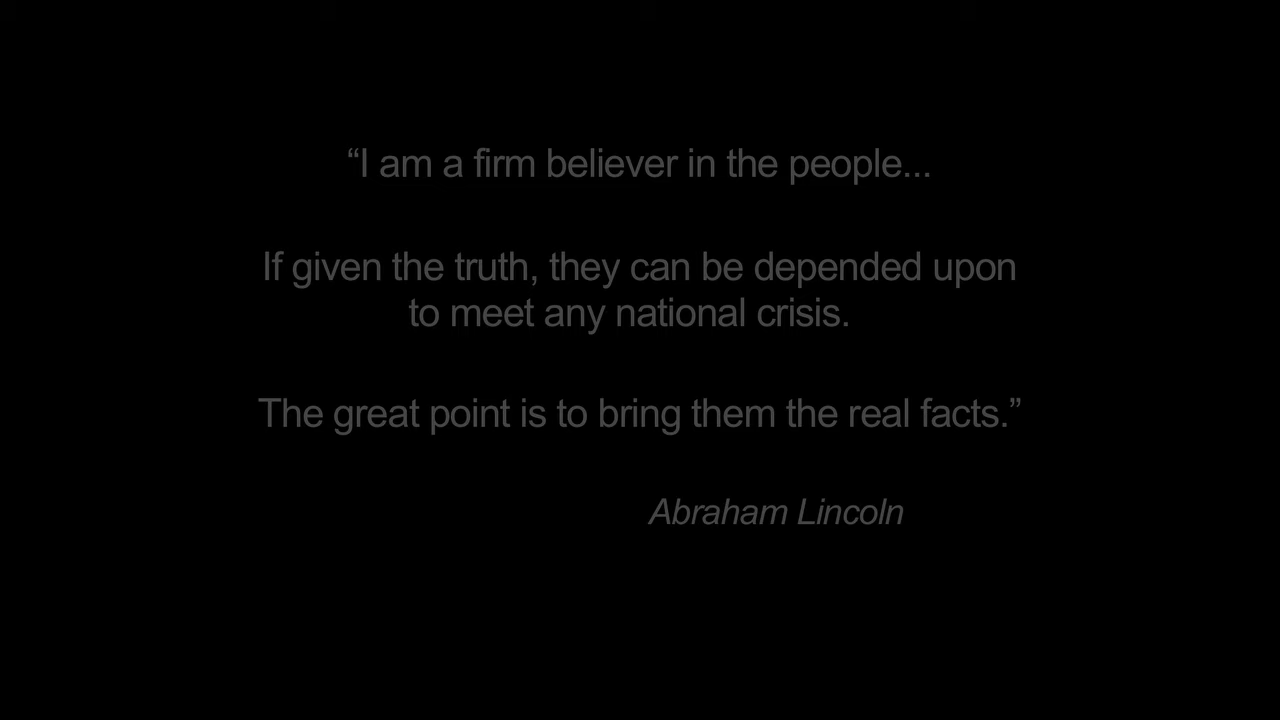 “I am a firm believer in the people...
If given the truth, they can be depended upon
to meet any national crisis.
The great point is to bring them the real facts.”
Abraham Lincoln